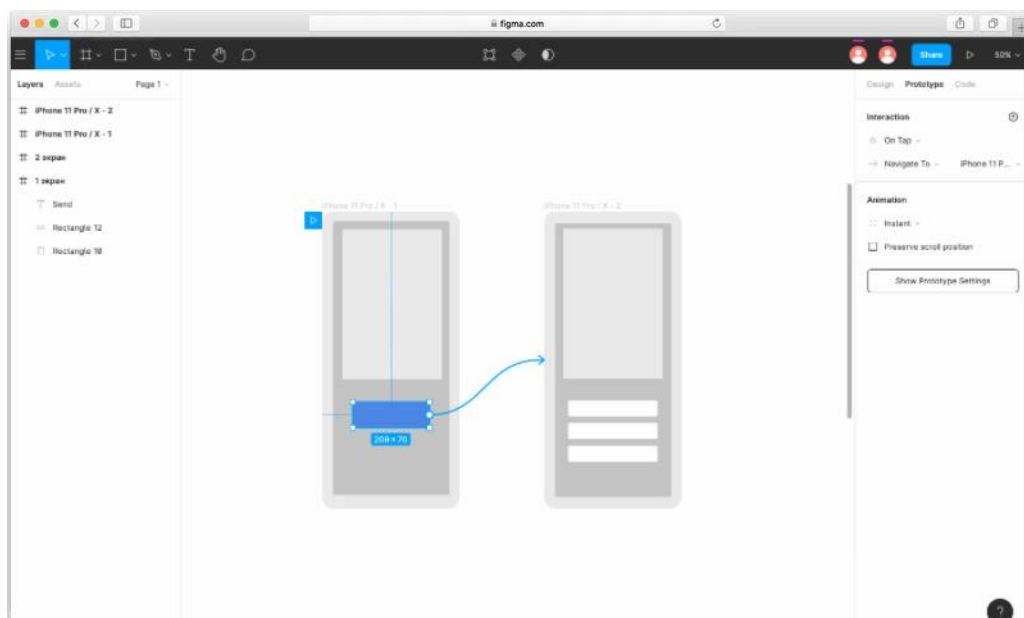 figma.com
Share
50%
Layers Assets Page 1
Design Prototype Code
iPhone 11 Pro / X - 2
iPhone 11 Pro / X - 1
2 экран
1 экран
Send
Rectangle 12
Rectangle 10
Interaction
On Tap
Navigate To iPhone 11 P...
Animation
Instant
Preserve scroll position
Show Prototype Settings
iPhone 11 Pro / X - 1
iPhone 11 Pro / X - 2
209 × 70
?